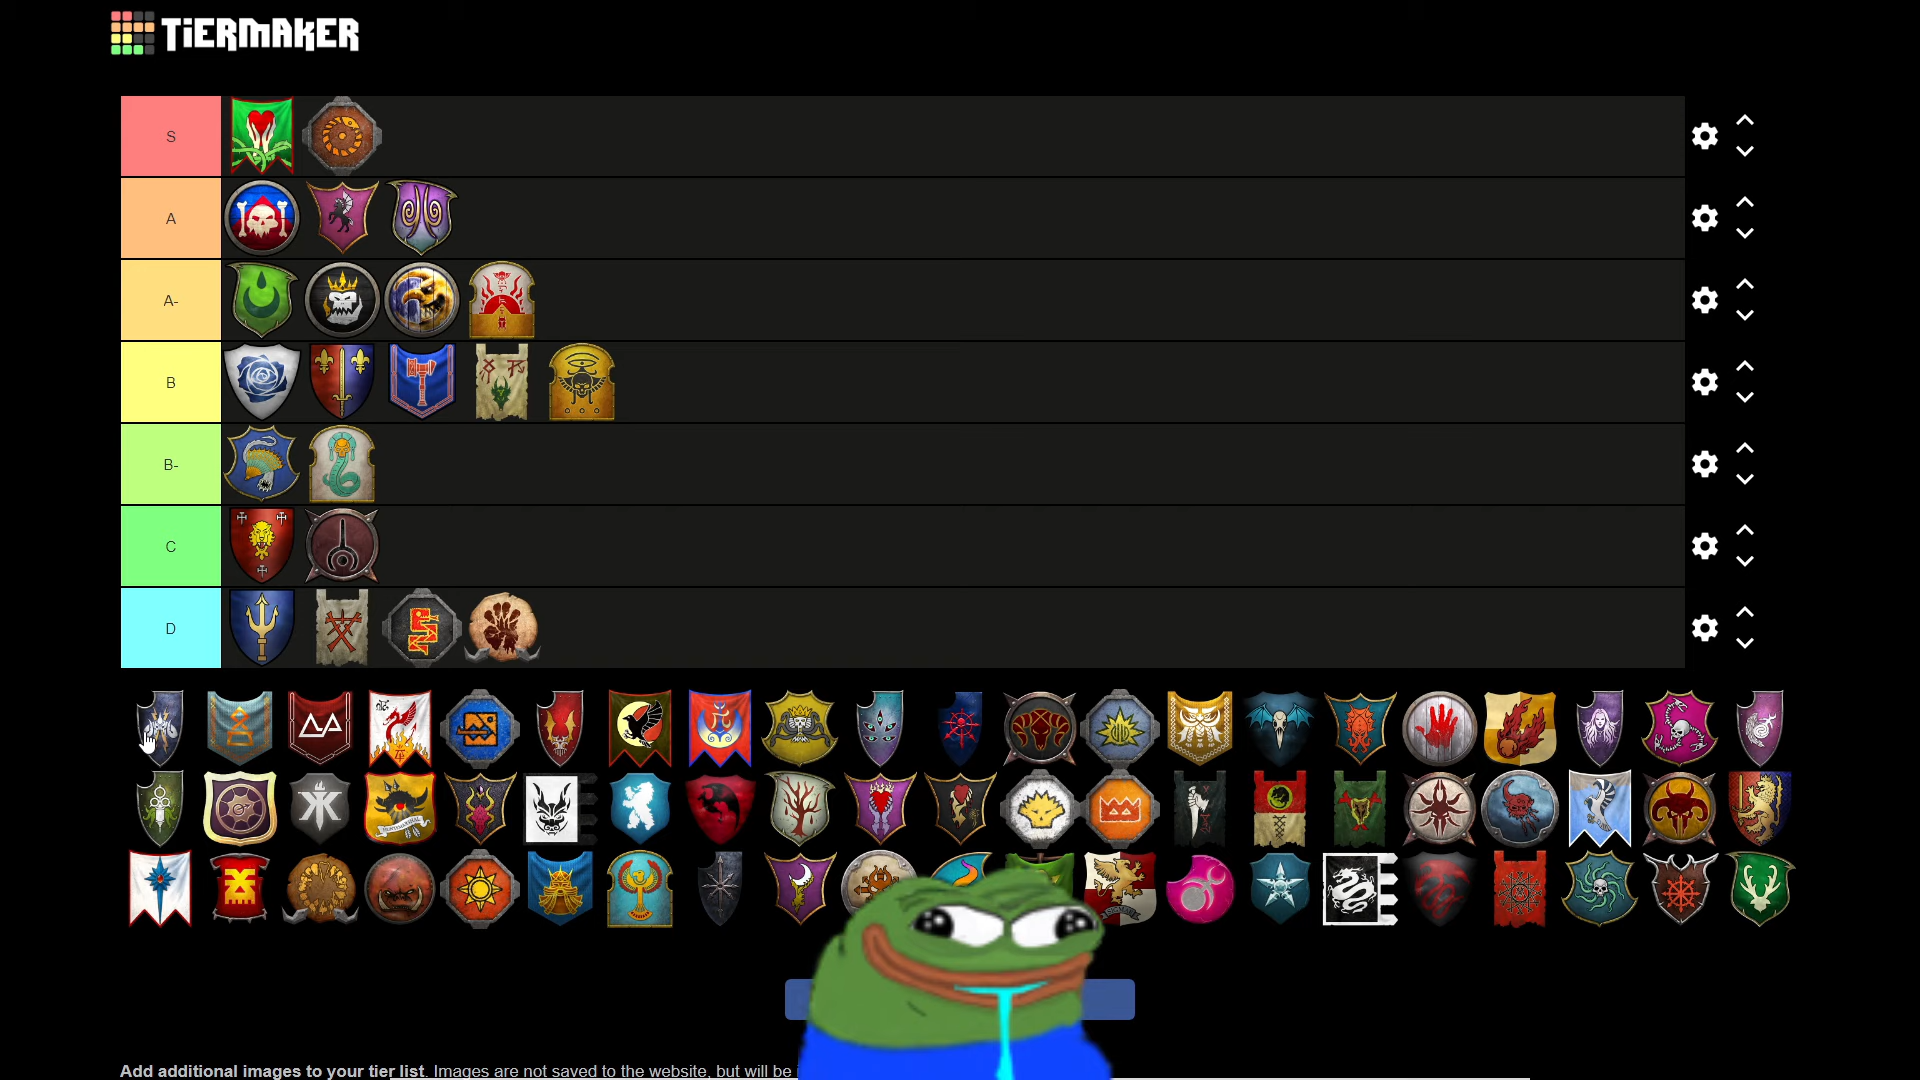 TIERMAKER
S
A
A-
B
B-
C
D
Add additional images to your tier list. Images are not saved to the website, but will be